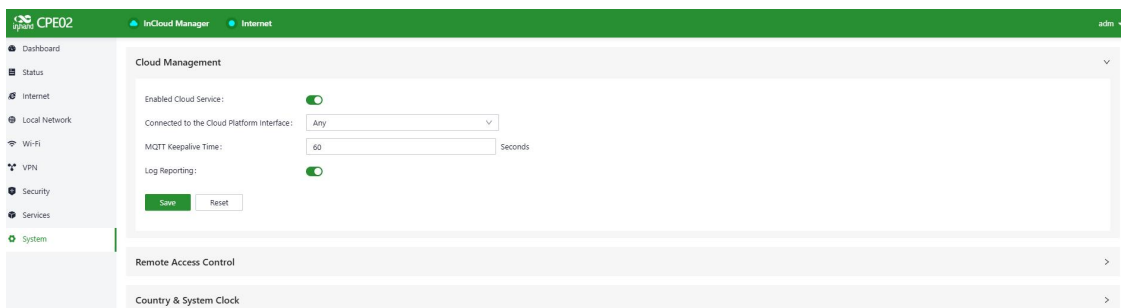 inhand CPE02
InCloud Manager
Internet
adm
Dashboard
Status
Internet
Local Network
Wi-Fi
VPN
Security
Services
System
Cloud Management
Enabled Cloud Service:
Connected to the Cloud Platform Interface: Any
MQTT Keepalive Time: 60 Seconds
Log Reporting:
Save Reset
Remote Access Control
Country & System Clock